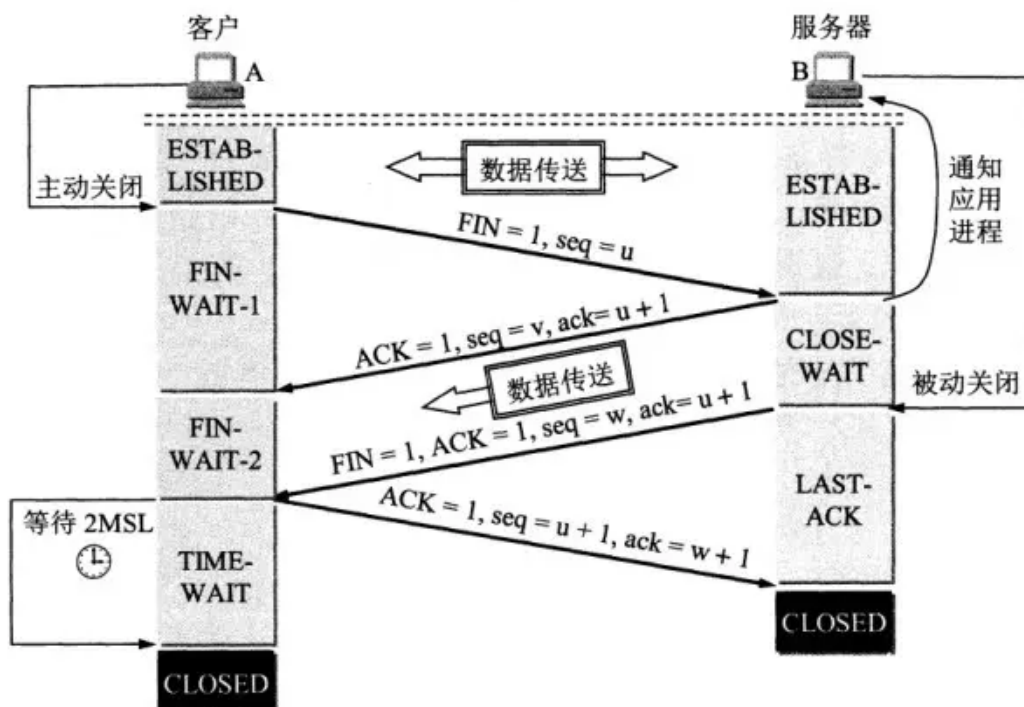 客户
服务器
A
B
ESTAB-
LISHED
数据传送
ESTAB-
LISHED
通知
应用
进程
主动关闭
FIN = 1, seq = u
FIN-
WAIT-1
ACK = 1, seq = v, ack= u + 1
CLOSE-
WAIT
数据传送
被动关闭
FIN-
WAIT-2
FIN = 1, ACK = 1, seq = w, ack= u + 1
LAST-
ACK
ACK = 1, seq = u + 1, ack = w + 1
等待 2MSL
TIME-
WAIT
CLOSED
CLOSED